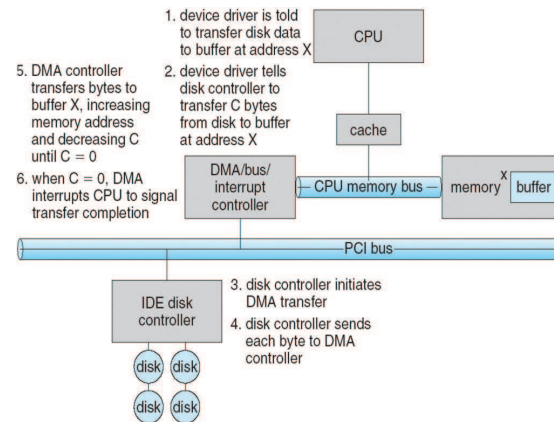 1. device driver is told
to transfer disk data
to buffer at address X
2. device driver tells
disk controller to
transfer C bytes
from disk to buffer
at address X
5. DMA controller
transfers bytes to
buffer X, increasing
memory address
and decreasing C
until C = 0
6. when C = 0, DMA
interrupts CPU to signal
transfer completion
CPU
cache
DMA/bus/
interrupt
controller
CPU memory bus
memory
X
buffer
PCI bus
IDE disk
controller
3. disk controller initiates
DMA transfer
4. disk controller sends
each byte to DMA
controller
disk
disk
disk
disk